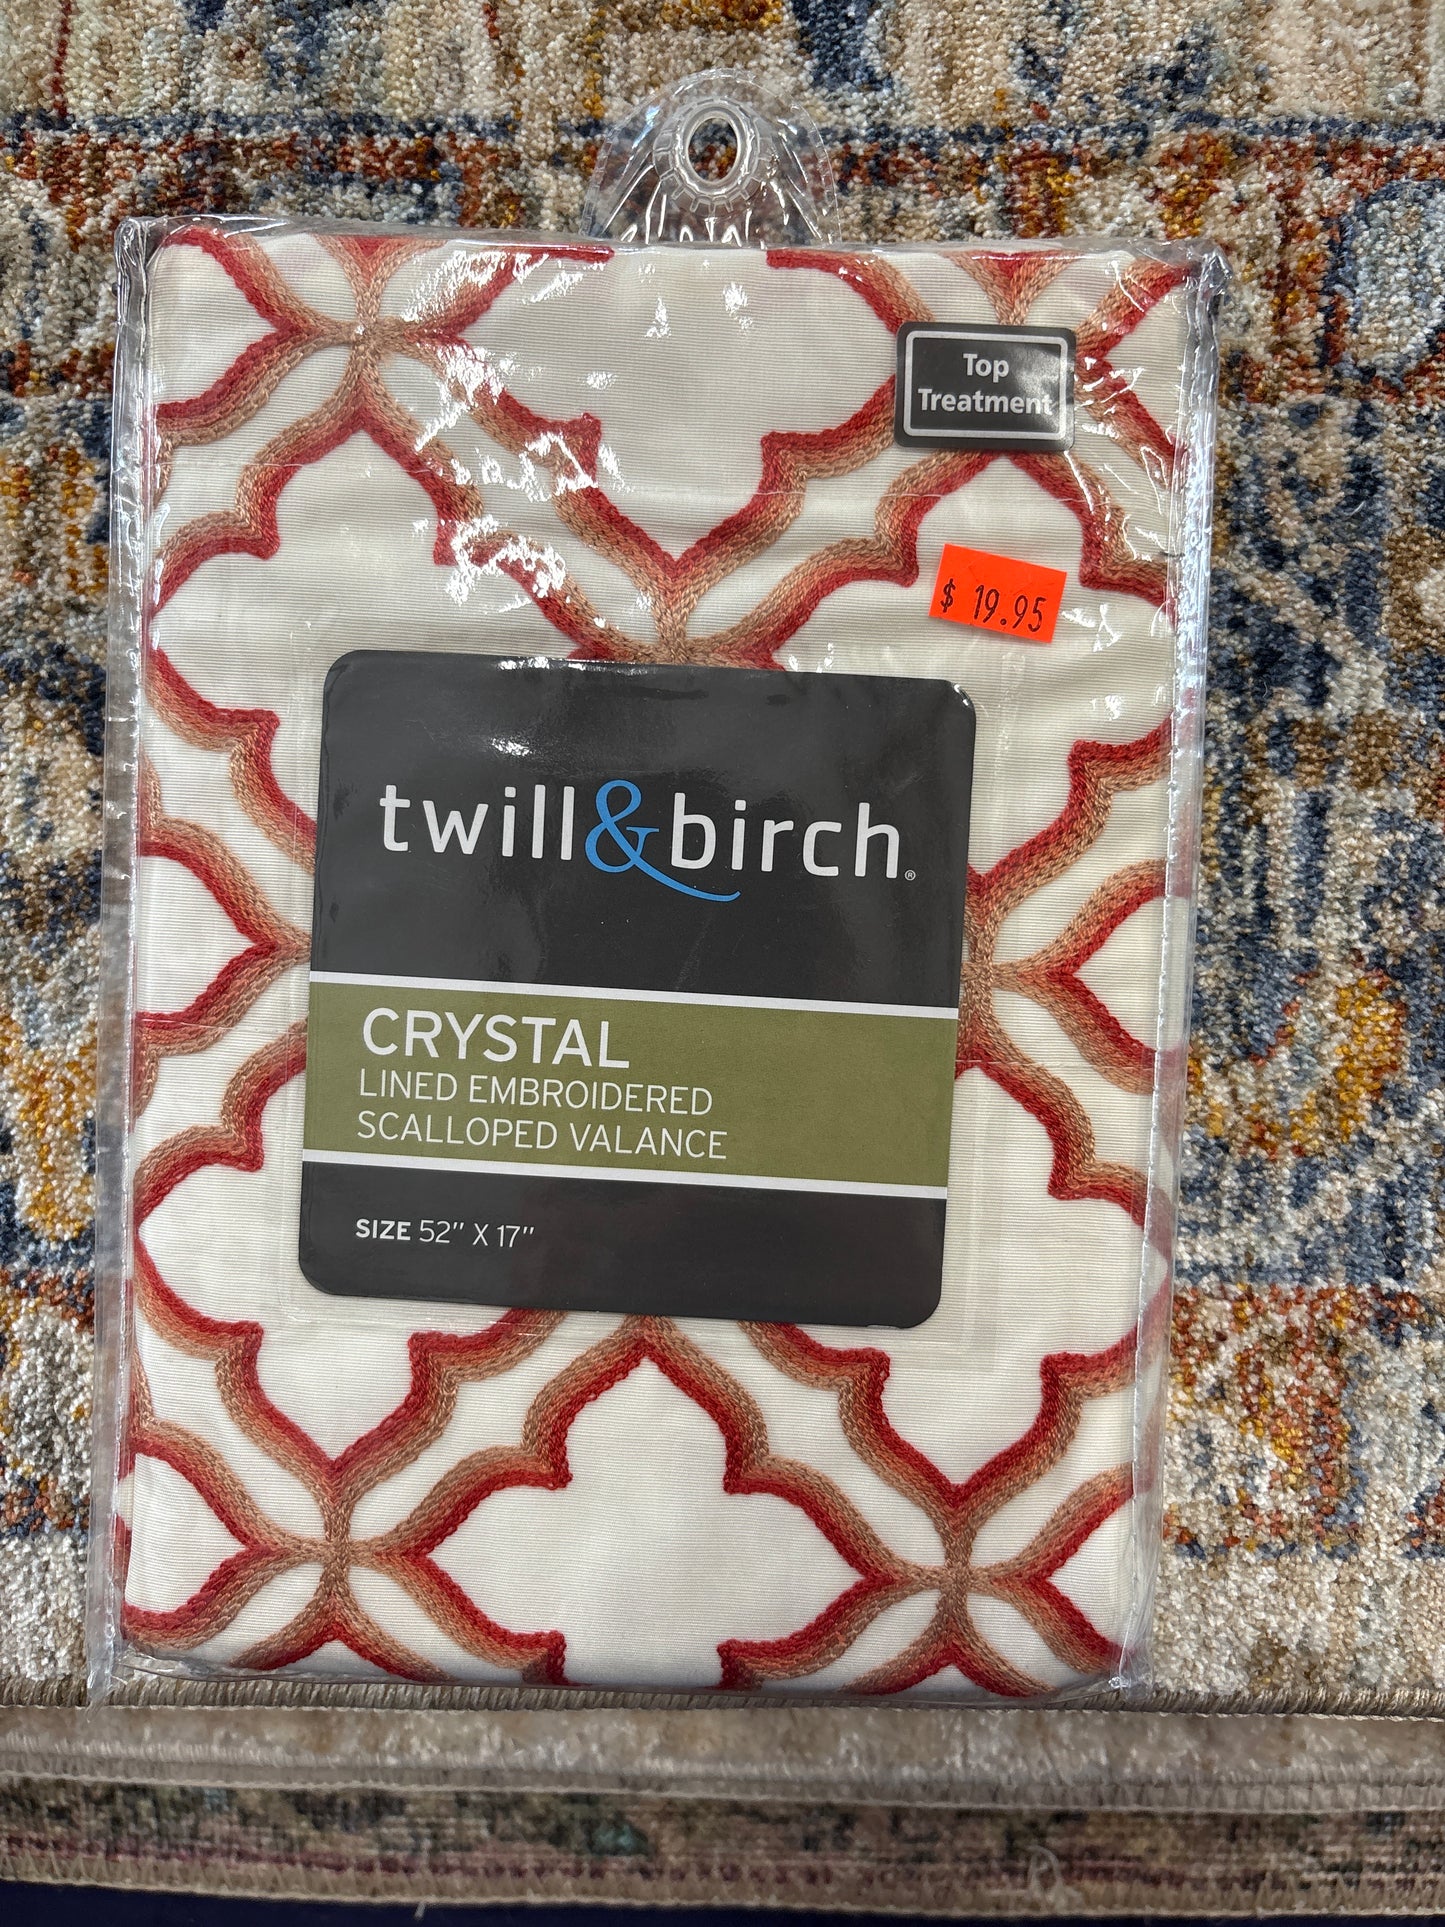 Top
Treatment
$ 19.95
twill&birch®
CRYSTAL
LINED EMBROIDERED
SCALLOPED VALANCE
SIZE 52" X 17"